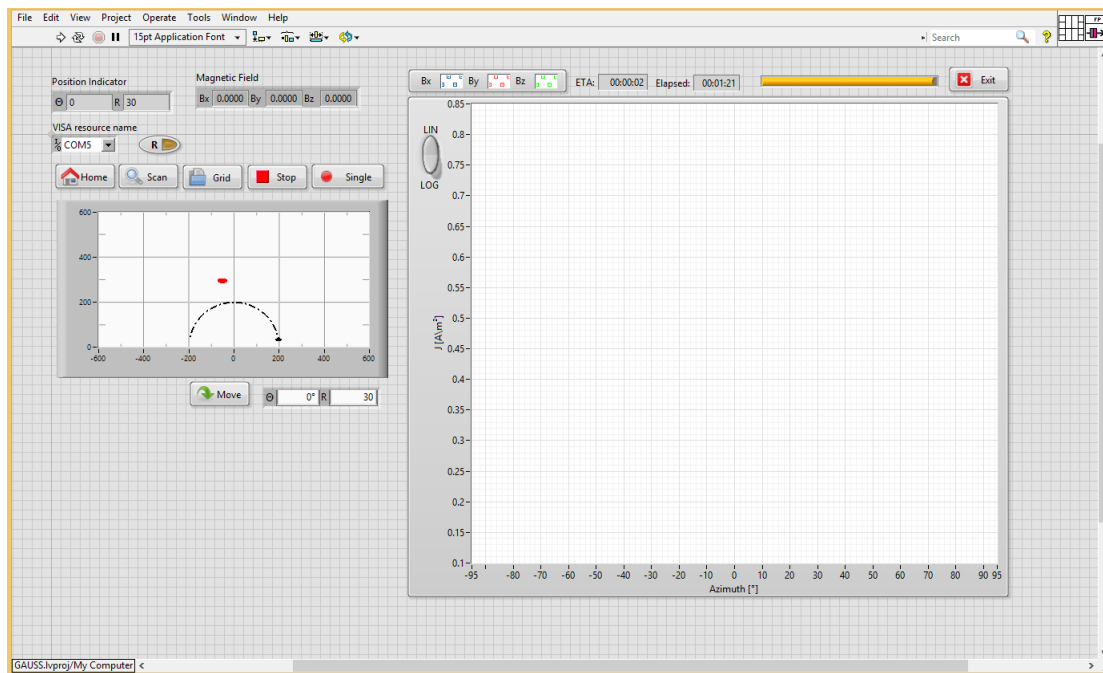 File Edit View Project Operate Tools Window Help
15pt Application Font
Search
?
FP
Position Indicator
Θ 0 R 30
Magnetic Field
Bx 0.0000 By 0.0000 Bz 0.0000
VISA resource name
COM5
R
Home Scan Grid Stop Single
600
400
200
0
-600 -400 -200 0 200 400 600
Move
Θ 0° R 30
Bx By Bz
ETA: 00:00:02 Elapsed: 00:01:21
Exit
LIN
LOG
0.85
0.8
0.75
0.7
0.65
0.6
0.55
0.5
0.45
0.4
0.35
0.3
0.25
0.2
0.15
0.1
J [A\m²]
-95 -80 -70 -60 -50 -40 -30 -20 -10 0 10 20 30 40 50 60 70 80 90 95
Azimuth [°]
GAUSS.lvproj/My Computer